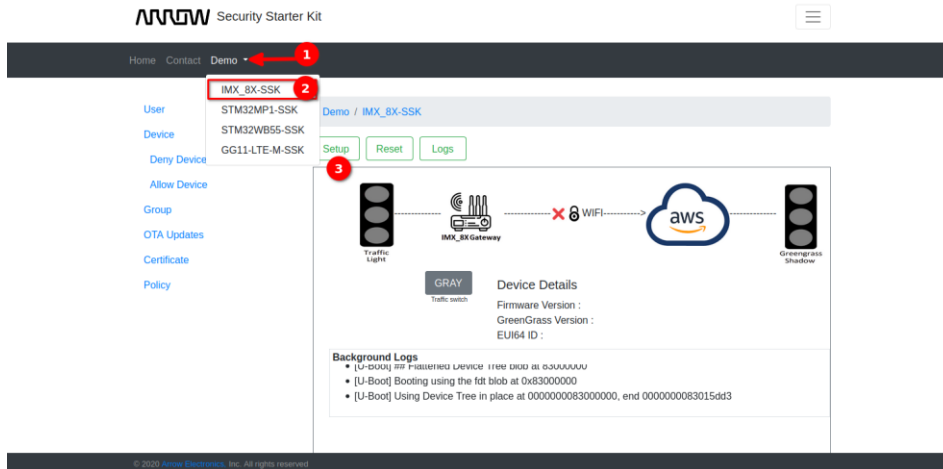 ARROW Security Starter Kit
Home Contact Demo 1
IMX_8X-SSK 2
STM32MP1-SSK
STM32WB55-SSK
GG11-LTE-M-SSK
User
Device
Deny Device
Allow Device
Group
OTA Updates
Certificate
Policy
Demo / IMX_8X-SSK
Setup Reset Logs
3
Traffic
Light
IMX_8X Gateway
WIFI
aws
Greengrass
Shadow
GRAY
Traffic switch
Device Details
Firmware Version :
GreenGrass Version :
EUI64 ID :
Background Logs
[U-Boot] ## Flattened Device Tree blob at 83000000
[U-Boot] Booting using the fdt blob at 0x83000000
[U-Boot] Using Device Tree in place at 0000000083000000, end 0000000083015dd3
© 2020 Arrow Electronics, Inc. All rights reserved